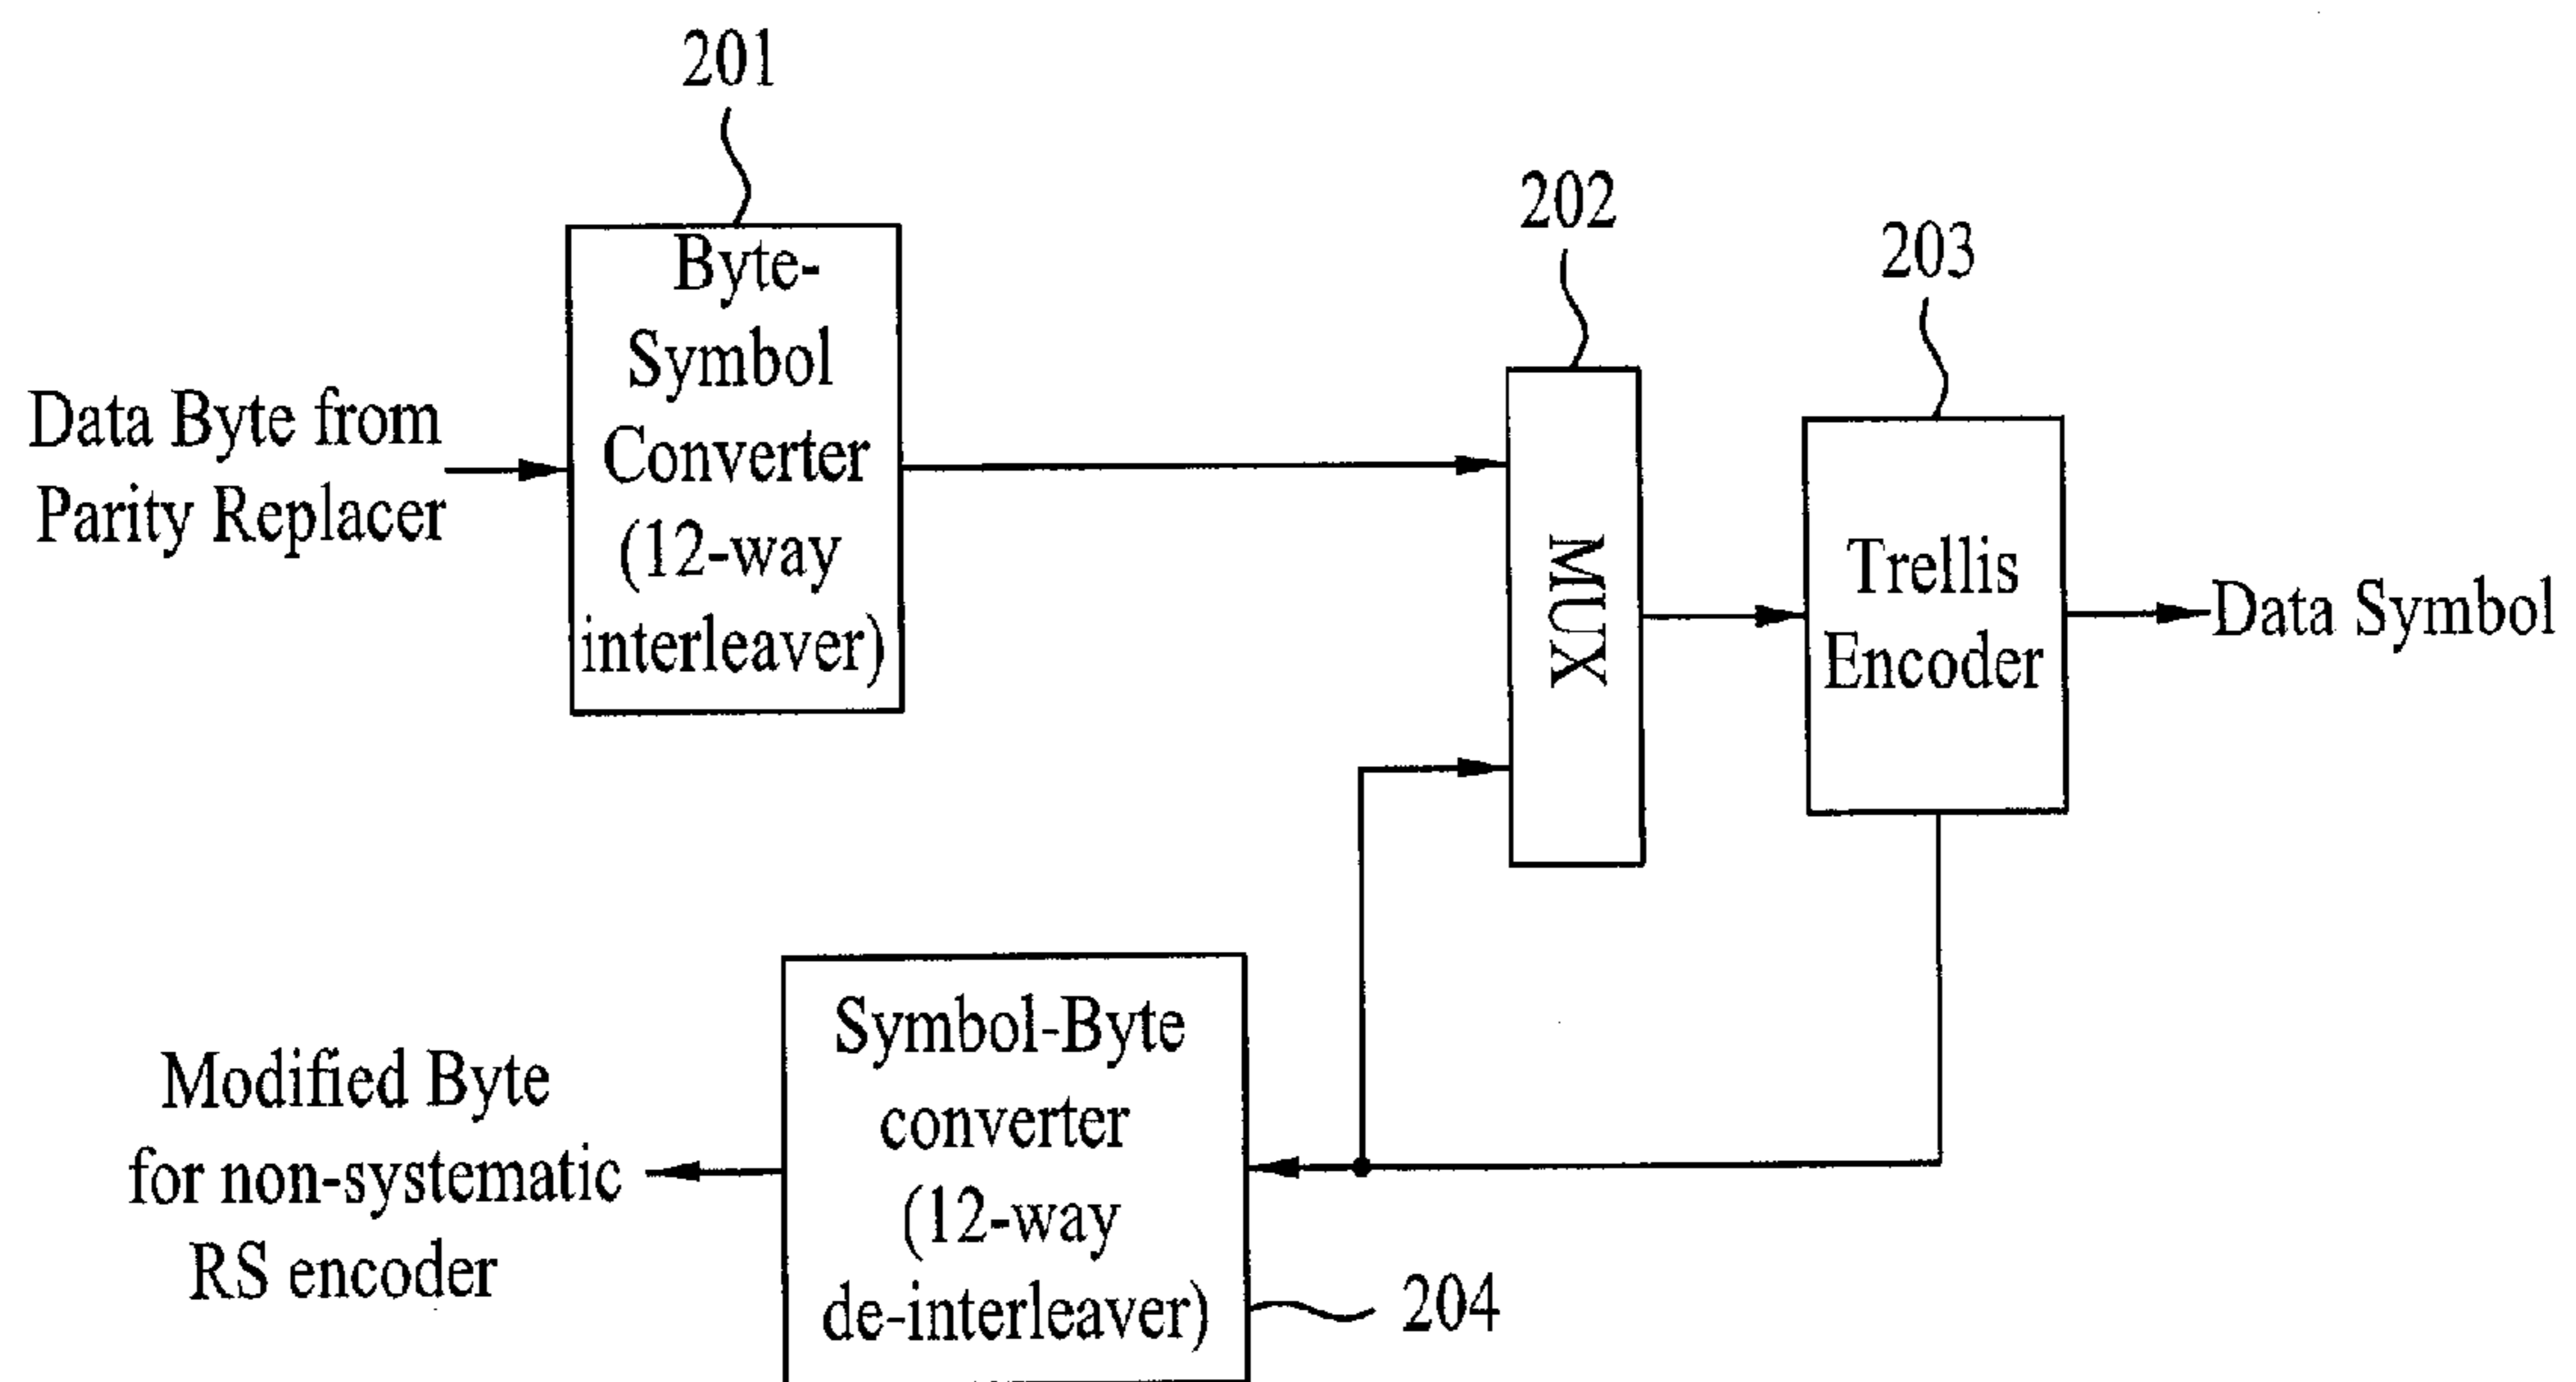 201
Byte-
Symbol
Converter
(12-way
interleaver)
Data Byte from
Parity Replacer
202
MUX
203
Trellis
Encoder
Data Symbol
Symbol-Byte
converter
(12-way
de-interleaver)
204
Modified Byte
for non-systematic
RS encoder